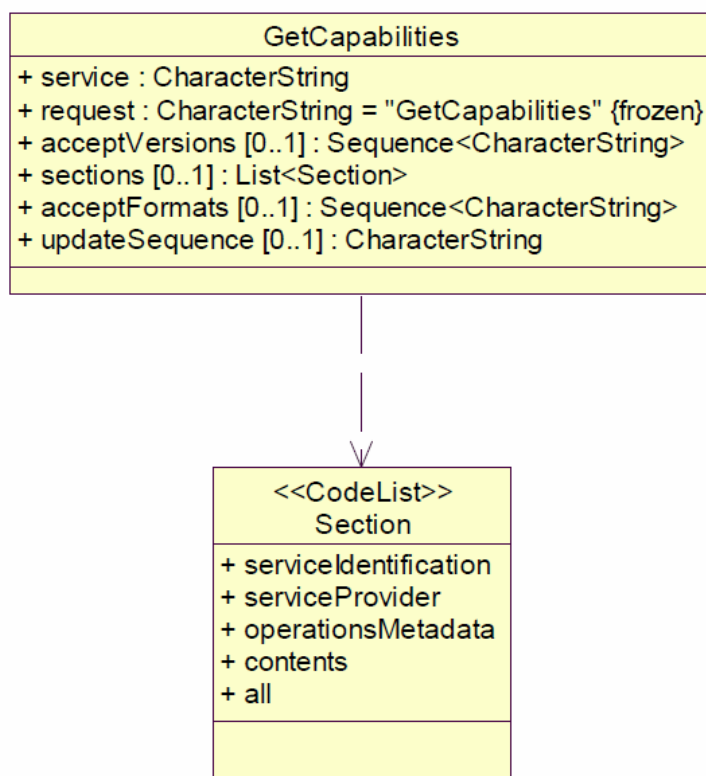 GetCapabilities
+ service : CharacterString
+ request : CharacterString = "GetCapabilities" {frozen}
+ acceptVersions [0..1] : Sequence<CharacterString>
+ sections [0..1] : List<Section>
+ acceptFormats [0..1] : Sequence<CharacterString>
+ updateSequence [0..1] : CharacterString
<<CodeList>>
Section
+ serviceIdentification
+ serviceProvider
+ operationsMetadata
+ contents
+ all